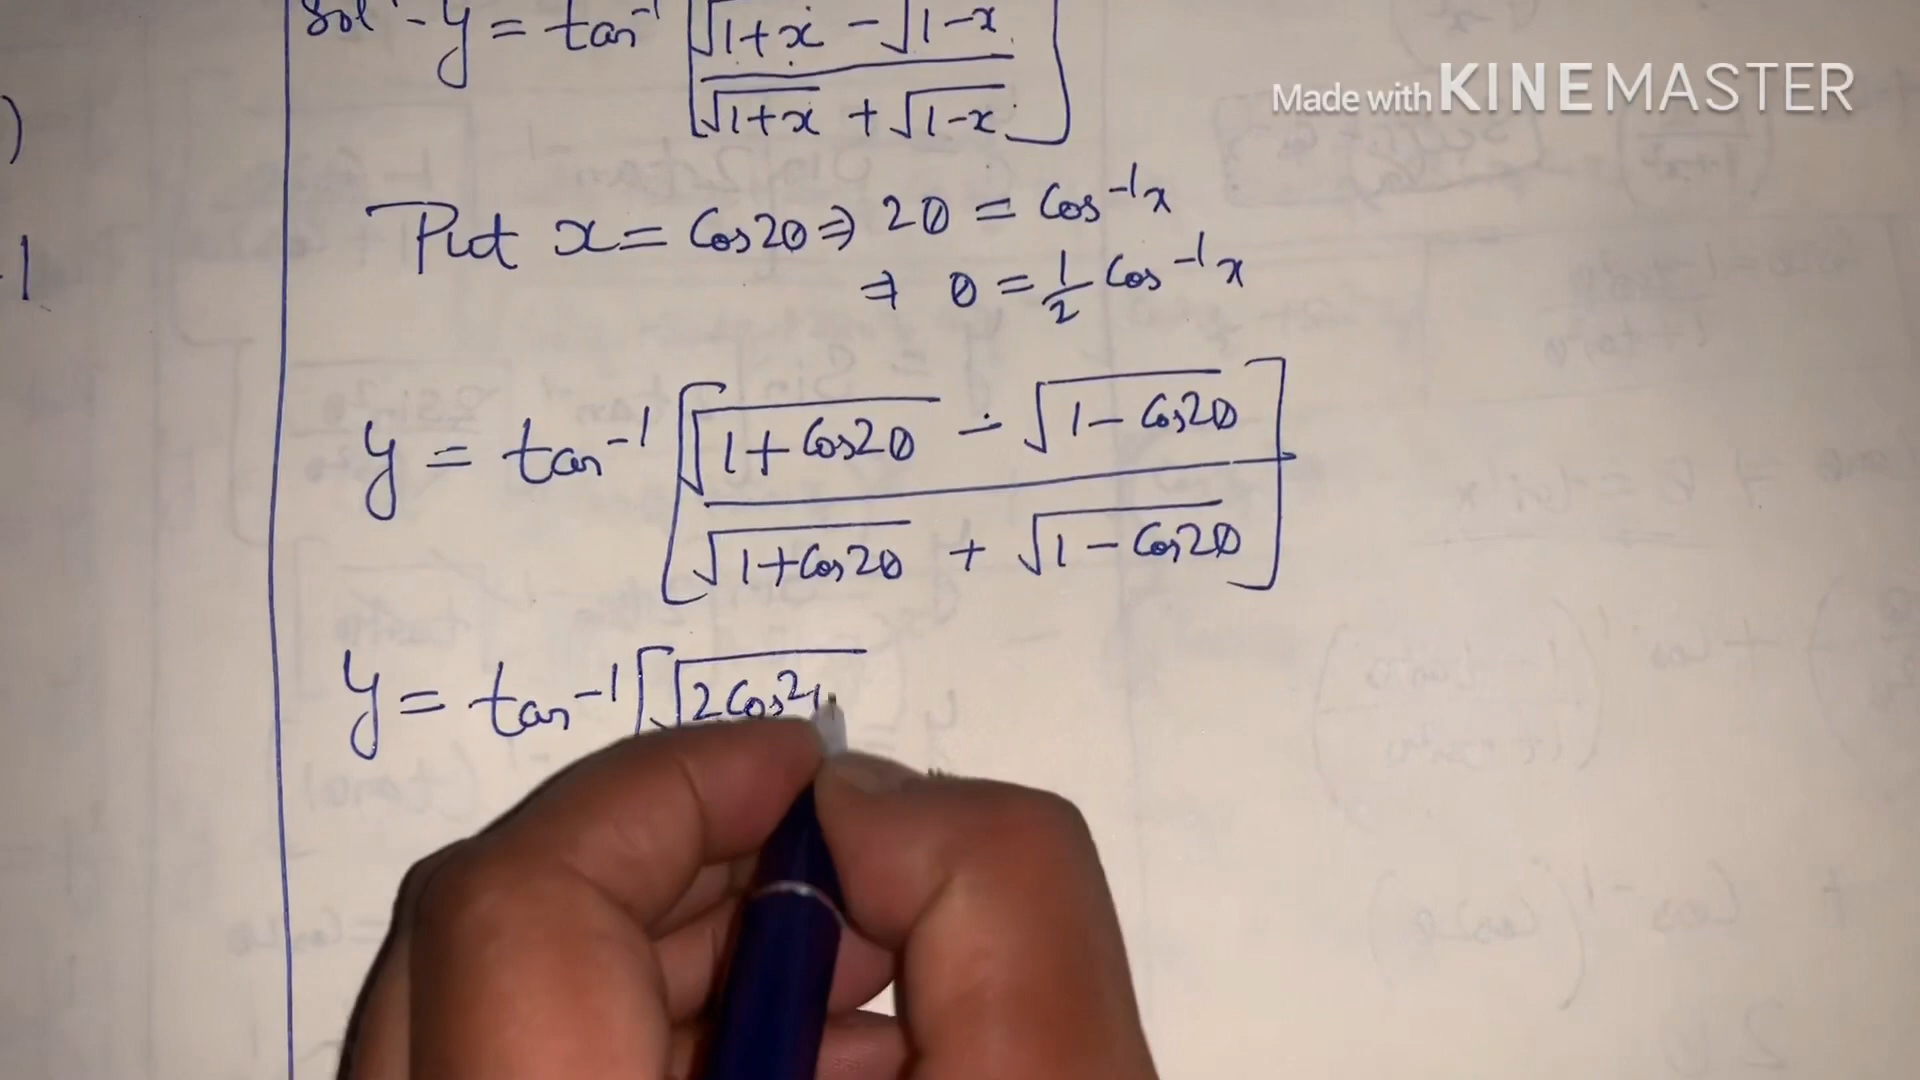 Sol - y = tan⁻¹ [(√1+x - √1-x) / (√1+x + √1-x)]
Made with KINEMASTER
)
Put x = Cos2θ ⇒ 2θ = Cos⁻¹x
1
⇒ θ = 1/2 Cos⁻¹x
y = tan⁻¹ [(√1+Cos2θ - √1-Cos2θ) / (√1+Cos2θ + √1-Cos2θ)]
y = tan⁻¹ [√2Cos²